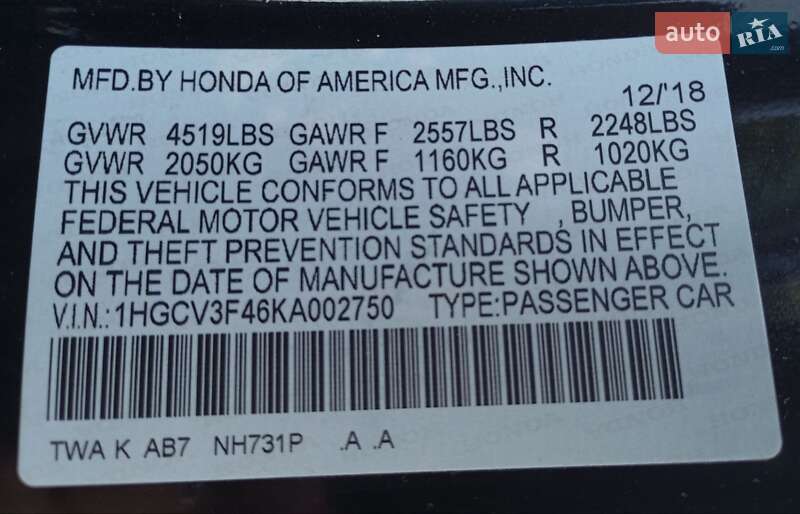 auto RIA .com
MFD.BY HONDA OF AMERICA MFG.,INC.
12/'18
GVWR 4519LBS GAWR F 2557LBS R 2248LBS
GVWR 2050KG GAWR F 1160KG R 1020KG
THIS VEHICLE CONFORMS TO ALL APPLICABLE
FEDERAL MOTOR VEHICLE SAFETY , BUMPER,
AND THEFT PREVENTION STANDARDS IN EFFECT
ON THE DATE OF MANUFACTURE SHOWN ABOVE.
V.I.N.:1HGCV3F46KA002750 TYPE:PASSENGER CAR
TWA K AB7 NH731P .A .A